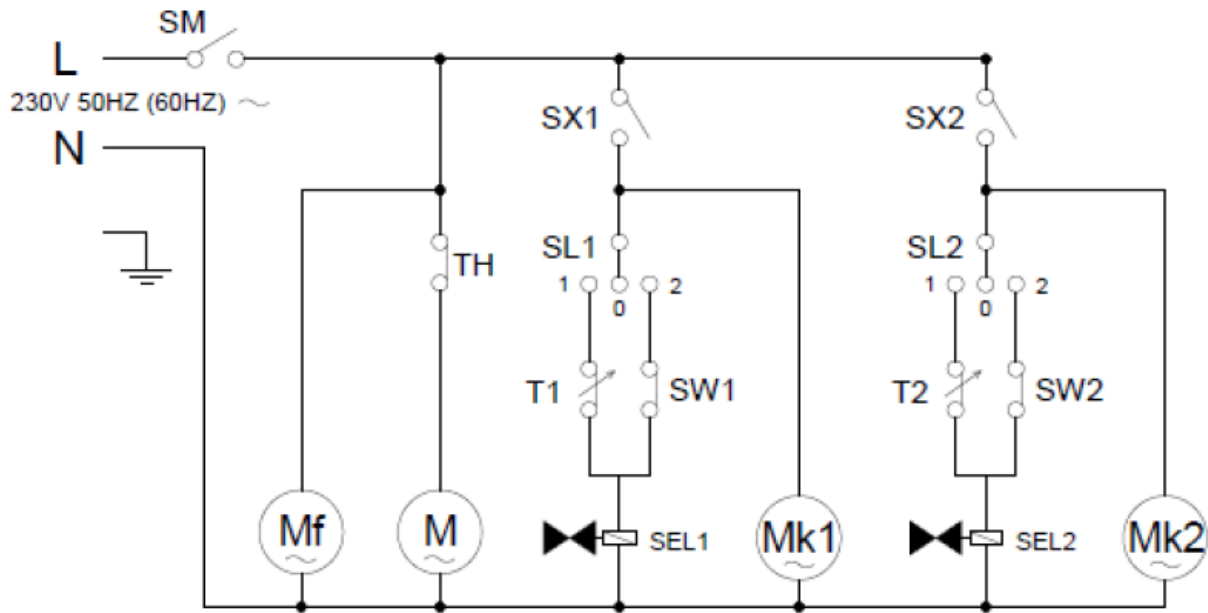 SM
L
230V 50HZ (60HZ) ~
N
SX1
SX2
SL1
SL2
TH
1
2
1
2
0
0
T1
SW1
T2
SW2
Mf
M
SEL1
Mk1
SEL2
Mk2